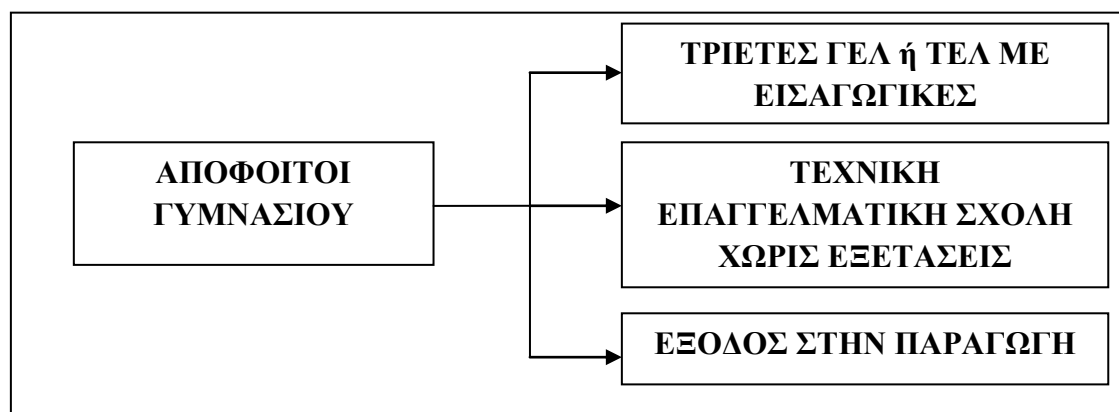 ΤΡΙΕΤΕΣ ΓΕΛ ή ΤΕΛ ΜΕ
ΕΙΣΑΓΩΓΙΚΕΣ
ΑΠΟΦΟΙΤΟΙ
ΓΥΜΝΑΣΙΟΥ
ΤΕΧΝΙΚΗ
ΕΠΑΓΓΕΛΜΑΤΙΚΗ ΣΧΟΛΗ
ΧΩΡΙΣ ΕΞΕΤΑΣΕΙΣ
ΕΞΟΔΟΣ ΣΤΗΝ ΠΑΡΑΓΩΓΗ